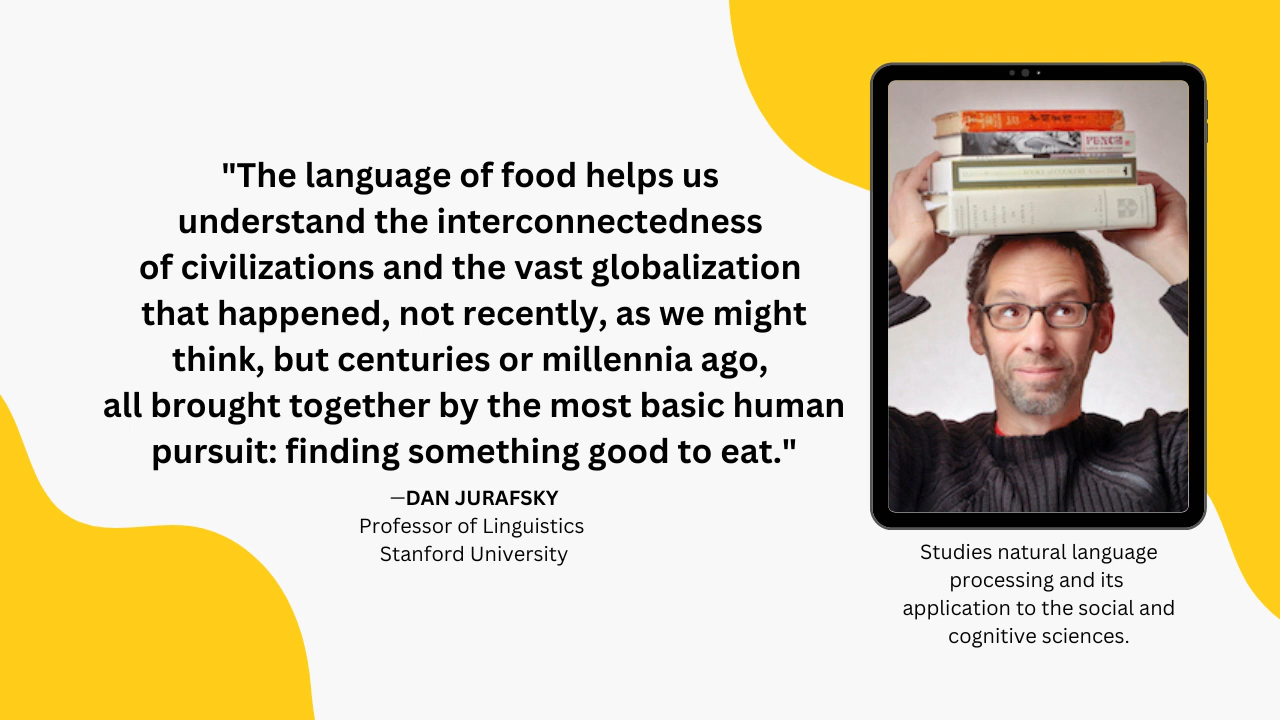 "The language of food helps us
understand the interconnectedness
of civilizations and the vast globalization
that happened, not recently, as we might
think, but centuries or millennia ago,
all brought together by the most basic human
pursuit: finding something good to eat."
—DAN JURAFSKY
Professor of Linguistics
Stanford University
PUNCH
Studies natural language
processing and its
application to the social and
cognitive sciences.